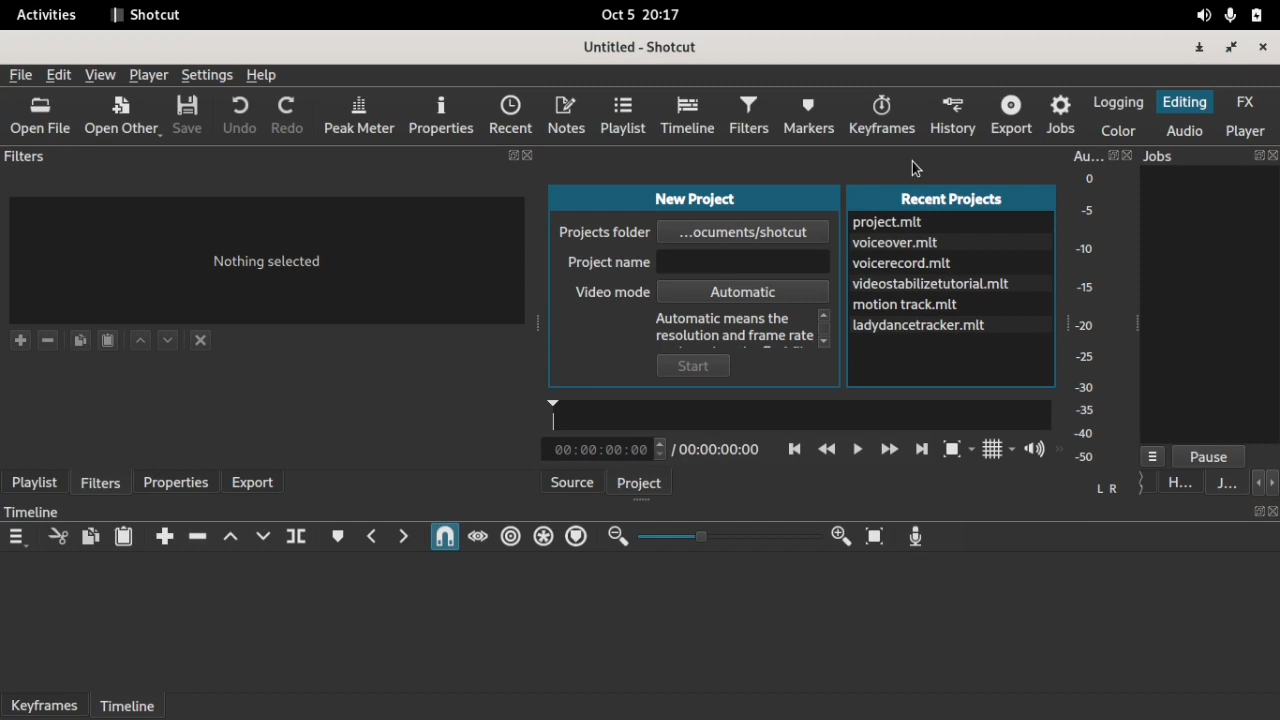 Activities Shotcut Oct 5 20:17
Untitled - Shotcut
File Edit View Player Settings Help
Open File Open Other Save Undo Redo Peak Meter Properties Recent Notes Playlist Timeline Filters Markers Keyframes History Export Jobs
Logging Editing FX
Color Audio Player
Filters
Nothing selected
New Project
Projects folder ...ocuments/shotcut
Project name
Video mode Automatic
Automatic means the
resolution and frame rate
Start
Recent Projects
project.mlt
voiceover.mlt
voicerecord.mlt
videostabilizetutorial.mlt
motion track.mlt
ladydancetracker.mlt
Au...
0
-5
-10
-15
-20
-25
-30
-35
-40
-50
L R
Jobs
Pause
H... J...
00:00:00:00 / 00:00:00:00
Playlist Filters Properties Export
Source Project
Timeline
Keyframes Timeline